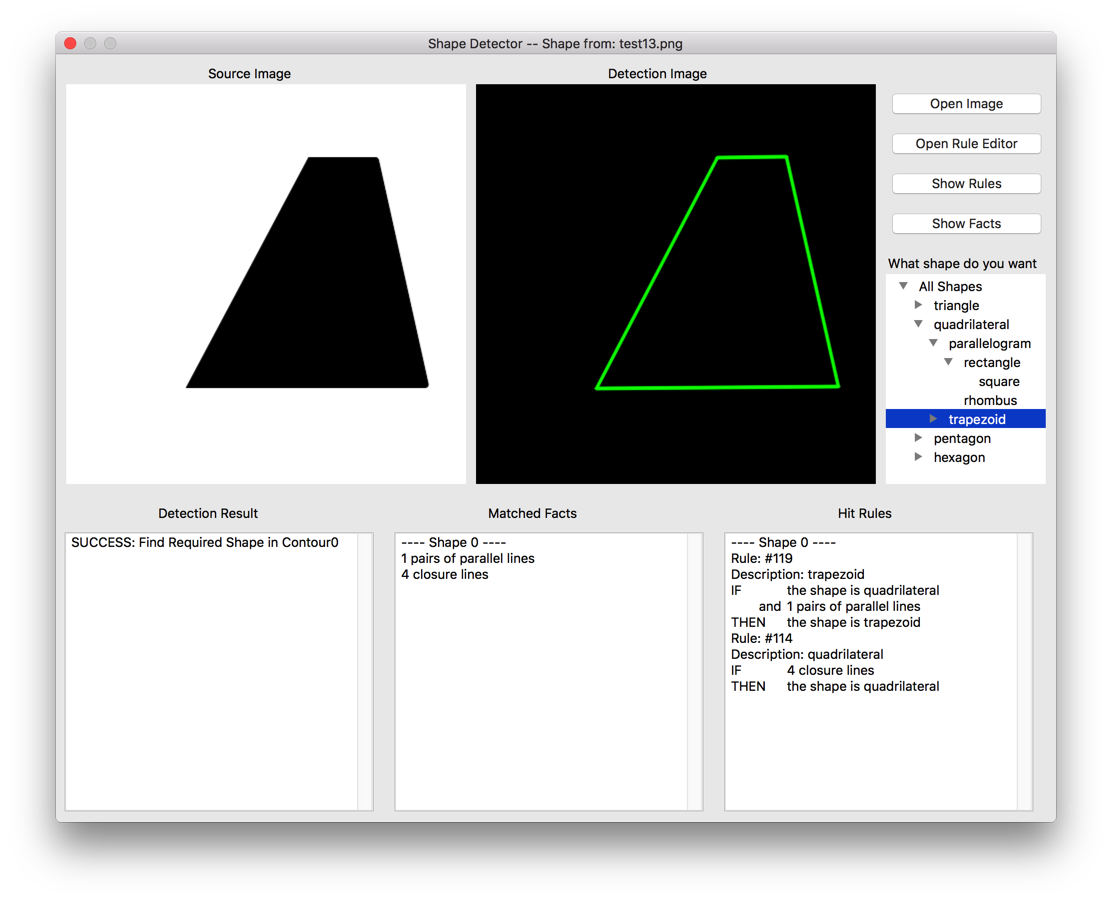 Shape Detector -- Shape from: test13.png
Source Image
Detection Image
Open Image
Open Rule Editor
Show Rules
Show Facts
What shape do you want
All Shapes
triangle
quadrilateral
parallelogram
rectangle
square
rhombus
trapezoid
pentagon
hexagon
Detection Result
SUCCESS: Find Required Shape in Contour0
Matched Facts
---- Shape 0 ----
1 pairs of parallel lines
4 closure lines
Hit Rules
---- Shape 0 ----
Rule: #119
Description: trapezoid
IF the shape is quadrilateral
and 1 pairs of parallel lines
THEN the shape is trapezoid
Rule: #114
Description: quadrilateral
IF 4 closure lines
THEN the shape is quadrilateral